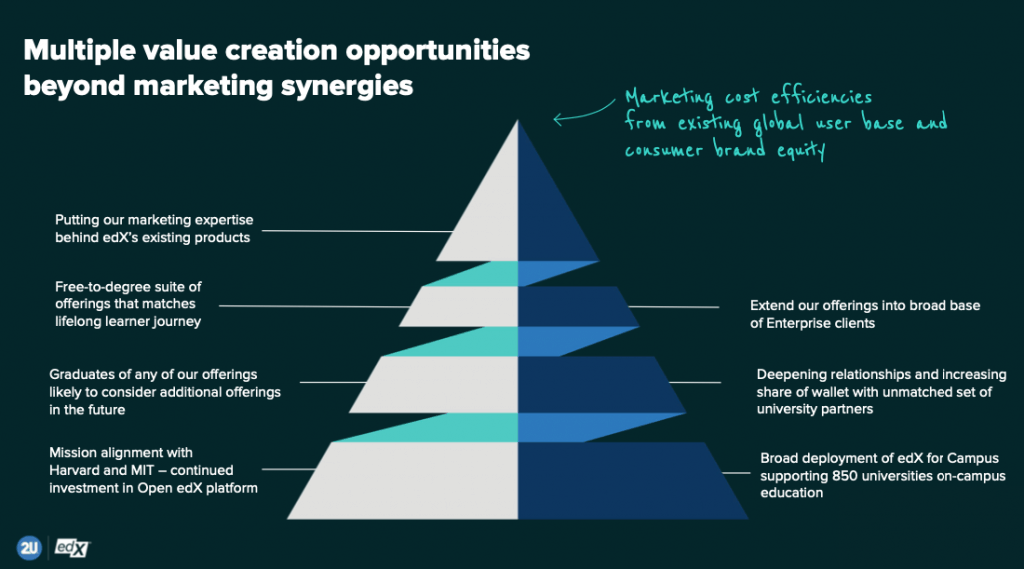 Multiple value creation opportunities
beyond marketing synergies
Marketing cost efficiencies
from existing global user base and
consumer brand equity
Putting our marketing expertise
behind edX’s existing products
Free-to-degree suite of
offerings that matches
lifelong learner journey
Extend our offerings into broad base
of Enterprise clients
Graduates of any of our offerings
likely to consider additional offerings
in the future
Deepening relationships and increasing
share of wallet with unmatched set of
university partners
Mission alignment with
Harvard and MIT – continued
investment in Open edX platform
Broad deployment of edX for Campus
supporting 850 universities on-campus
education
2U edX